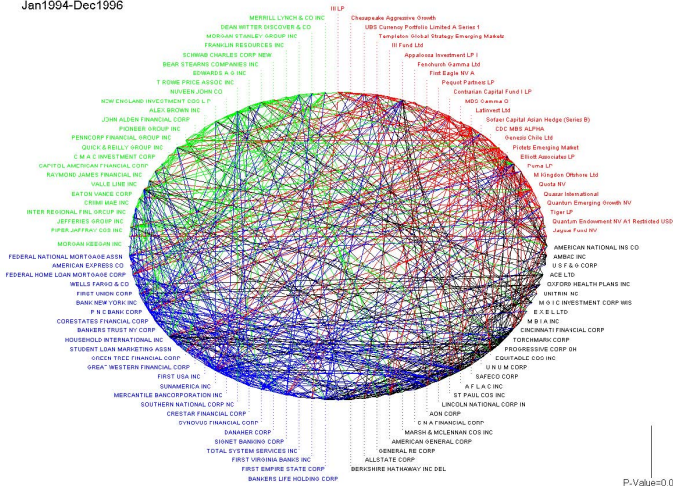 Jan1994-Dec1996
III LP
MERRILL LYNCH & CO INC
DEAN WITTER DISCOVER & CO
MORGAN STANLEY GROUP INC
FRANKLIN RESOURCES INC
SCHWAB CHARLES CORP NEW
BEAR STEARNS COMPANIES INC
EDWARDS A G INC
T ROWE PRICE ASSOC INC
NUVEEN JOHN CO
NEW ENGLAND INVESTMENT COS L P
ALEX BROWN INC
JOHN ALDEN FINANCIAL CORP
PIONEER GROUP INC
PENNCORP FINANCIAL GROUP INC
QUICK & REILLY GROUP INC
C M A C INVESTMENT CORP
CAPITOL AMERICAN FINANCIAL CORP
RAYMOND JAMES FINANCIAL INC
VALUE LINE INC
EATON VANCE CORP
CRIIMI MAE INC
INTER REGIONAL FINL GROUP INC
JEFFERIES GROUP INC
PIPER JAFFRAY COS INC
MORGAN KEEGAN INC
FEDERAL NATIONAL MORTGAGE ASSN
AMERICAN EXPRESS CO
FEDERAL HOME LOAN MORTGAGE CORP
WELLS FARGO & CO
FIRST UNION CORP
BANK NEW YORK INC
P N C BANK CORP
CORESTATES FINANCIAL CORP
BANKERS TRUST NY CORP
HOUSEHOLD INTERNATIONAL INC
STUDENT LOAN MARKETING ASSN
GREEN TREE FINANCIAL CORP
GREAT WESTERN FINANCIAL CORP
FIRST USA INC
SUNAMERICA INC
MERCANTILE BANCORPORATION INC
SOUTHERN NATIONAL CORP NC
CRESTAR FINANCIAL CORP
SYNOVUS FINANCIAL CORP
DANAHER CORP
SIGNET BANKING CORP
TOTAL SYSTEM SERVICES INC
FIRST VIRGINIA BANKS INC
FIRST EMPIRE STATE CORP
BANKERS LIFE HOLDING CORP
Chesapeake Aggressive Growth
UBS Currency Portfolio Limited A Series 1
Templeton Global Strategy Emerging Markets
III Fund Ltd
Appaloosa Investment LP I
Fenchurch Gamma Ltd
First Eagle NV A
Pequot Partners LP
Contrarian Capital Fund I LP
MDC Gamma O
Latinvest Ltd
Sofaer Capital Asian Hedge (Series B)
CDC MBS ALPHA
Genesis Chile Ltd
Pictets Emerging Market
Elliott Associates LP
Puma LP
M Kingdon Offshore Ltd
Quota NV
Quasar International
Quantum Emerging Growth NV
Tiger LP
Quantum Endowment NV A1 Restricted USD
Jaguar Fund NV
AMERICAN NATIONAL INS CO
AMBAC INC
U S F & G CORP
ACE LTD
OXFORD HEALTH PLANS INC
UNITRIN INC
M G I C INVESTMENT CORP WIS
E X E L LTD
M B I A INC
CINCINNATI FINANCIAL CORP
TORCHMARK CORP
PROGRESSIVE CORP OH
EQUITABLE COS INC
U N U M CORP
SAFECO CORP
A F L A C INC
ST PAUL COS INC
LINCOLN NATIONAL CORP IN
AON CORP
C N A FINANCIAL CORP
MARSH & MCLENNAN COS INC
AMERICAN GENERAL CORP
GENERAL RE CORP
ALLSTATE CORP
BERKSHIRE HATHAWAY INC DEL
P-Value=0.0